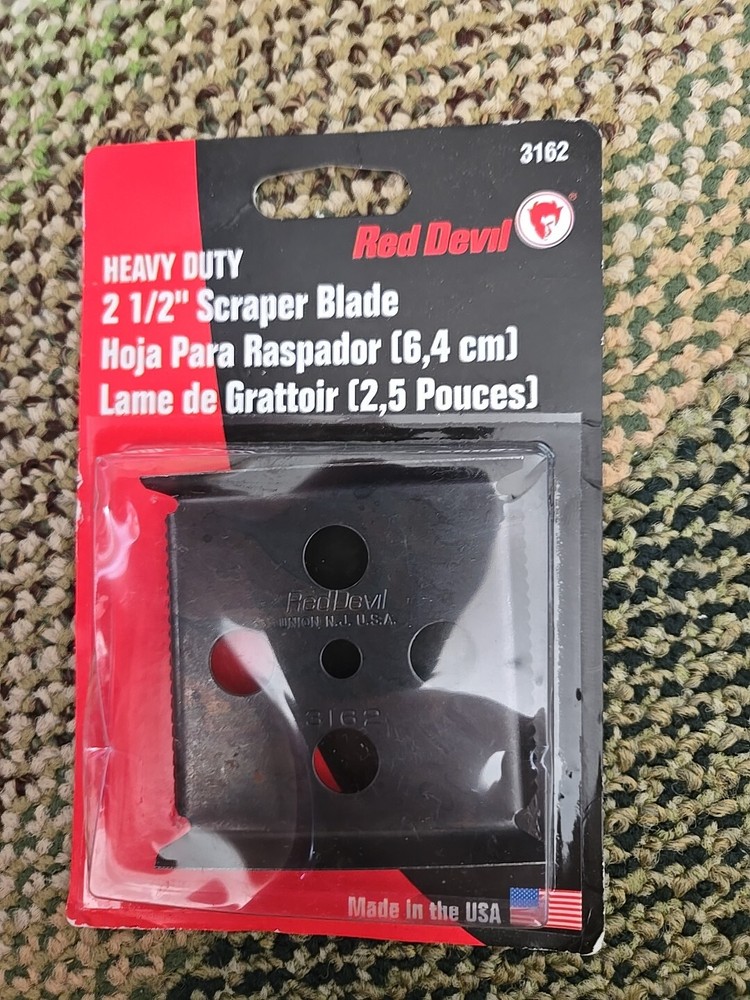 3162
Red Devil®
HEAVY DUTY
2 1/2" Scraper Blade
Hoja Para Raspador (6,4 cm)
Lame de Grattoir (2,5 Pouces)
Red Devil
UNION N.J. U.S.A.
3162
Made in the USA